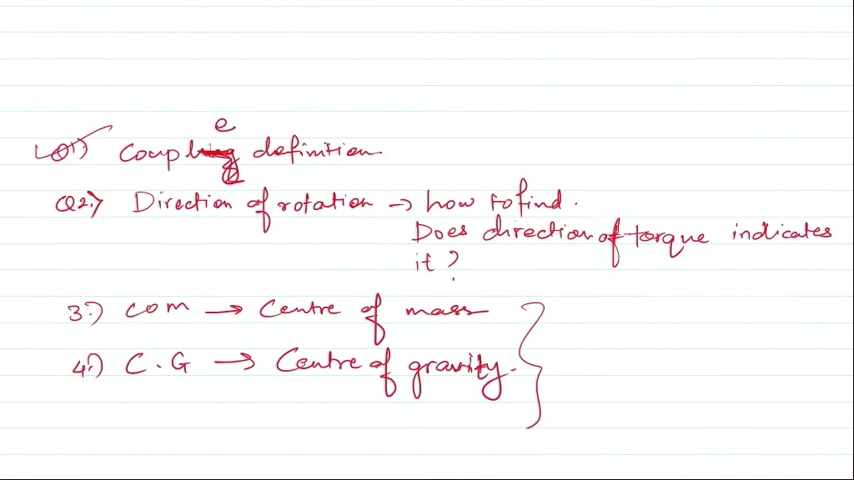 Q1) Couple definition
Q2.) Direction of rotation → how to find.
Does direction of torque indicates
it?
3.) COM → Centre of mass
4.) C.G → Centre of gravity.